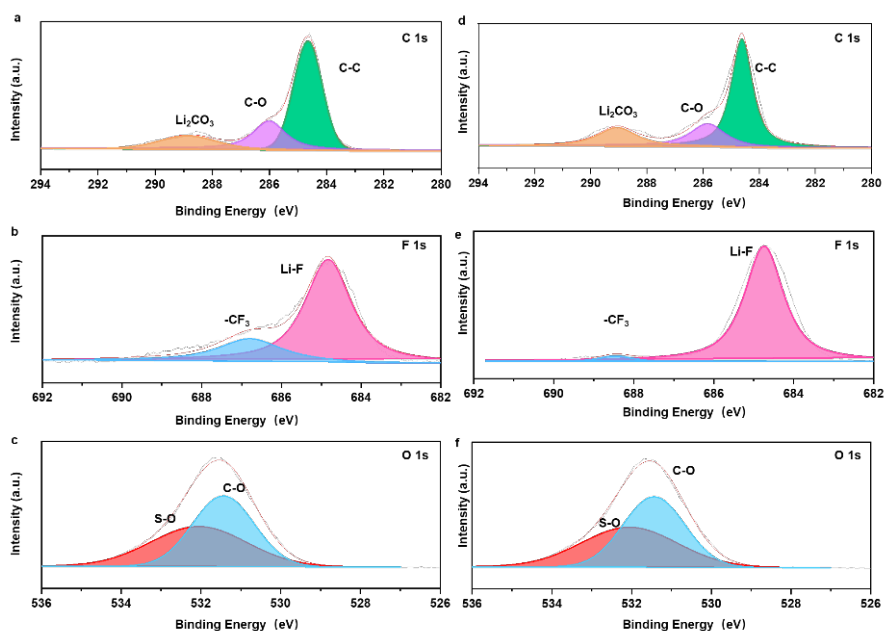 a
C 1s
C-C
C-O
Li₂CO₃
Intensity (a.u.)
294 292 290 288 286 284 282 280
Binding Energy (eV)
d
C 1s
C-C
C-O
Li₂CO₃
Intensity (a.u.)
294 292 290 288 286 284 282 280
Binding Energy (eV)
b
F 1s
Li-F
-CF₃
Intensity (a.u.)
692 690 688 686 684 682
Binding Energy (eV)
e
F 1s
Li-F
-CF₃
Intensity (a.u.)
692 690 688 686 684 682
Binding Energy (eV)
c
O 1s
C-O
S-O
Intensity (a.u.)
536 534 532 530 528 526
Binding Energy (eV)
f
O 1s
C-O
S-O
Intensity (a.u.)
536 534 532 530 528 526
Binding Energy (eV)